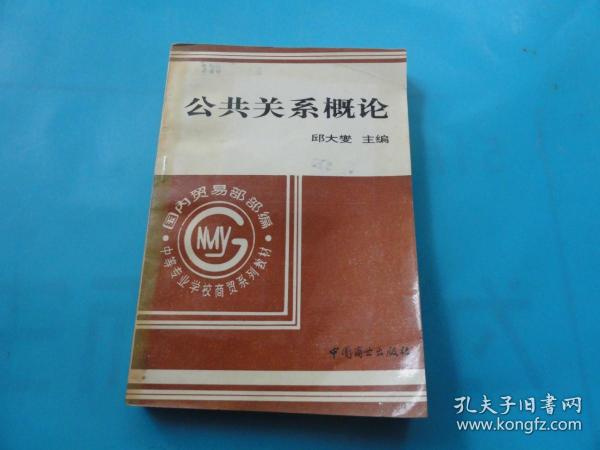 公共关系概论
邱大燮 主编
国内贸易部部编
中等专业学校商贸系列教材
GNMY
中国商业出版社
孔夫子旧书网
www.kongfz.com